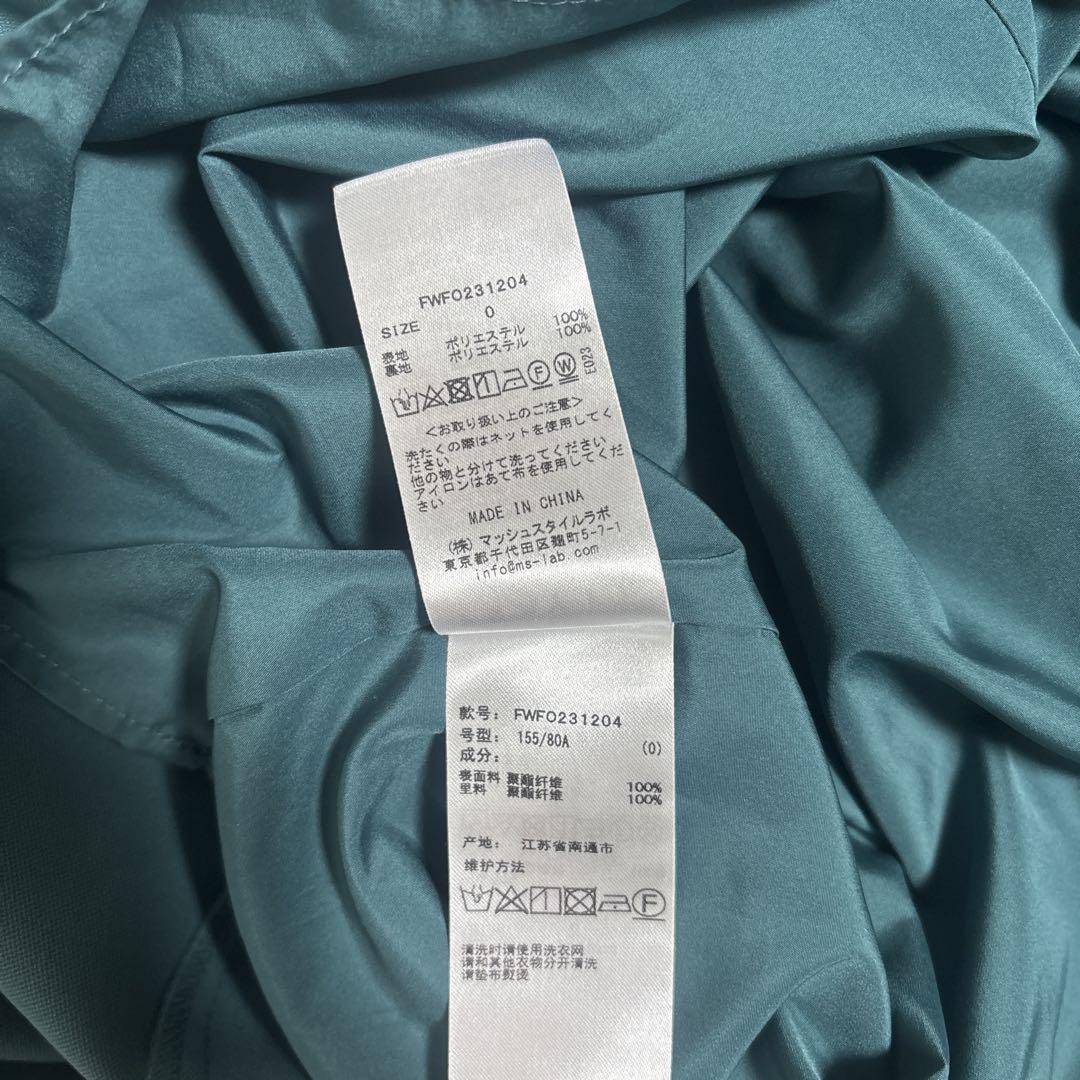 FWFO231204
SIZE 0
表地 ポリエステル 100%
裏地 ポリエステル 100%
F W
E023
<お取り扱い上のご注意>
洗たくの際はネットを使用してく
ださい
他の物と分けて洗ってください
アイロンはあて布を使用してくだ
さい
MADE IN CHINA
(株)マッシュスタイルラボ
東京都千代田区麹町5-7-1
info@ms-lab.com
款号: FWFO231204
号型: 155/80A (0)
成分:
表面料 聚酯纤维 100%
里料 聚酯纤维 100%
产地: 江苏省南通市
维护方法
F
清洗时请使用洗衣网
请和其他衣物分开清洗
请垫布熨烫